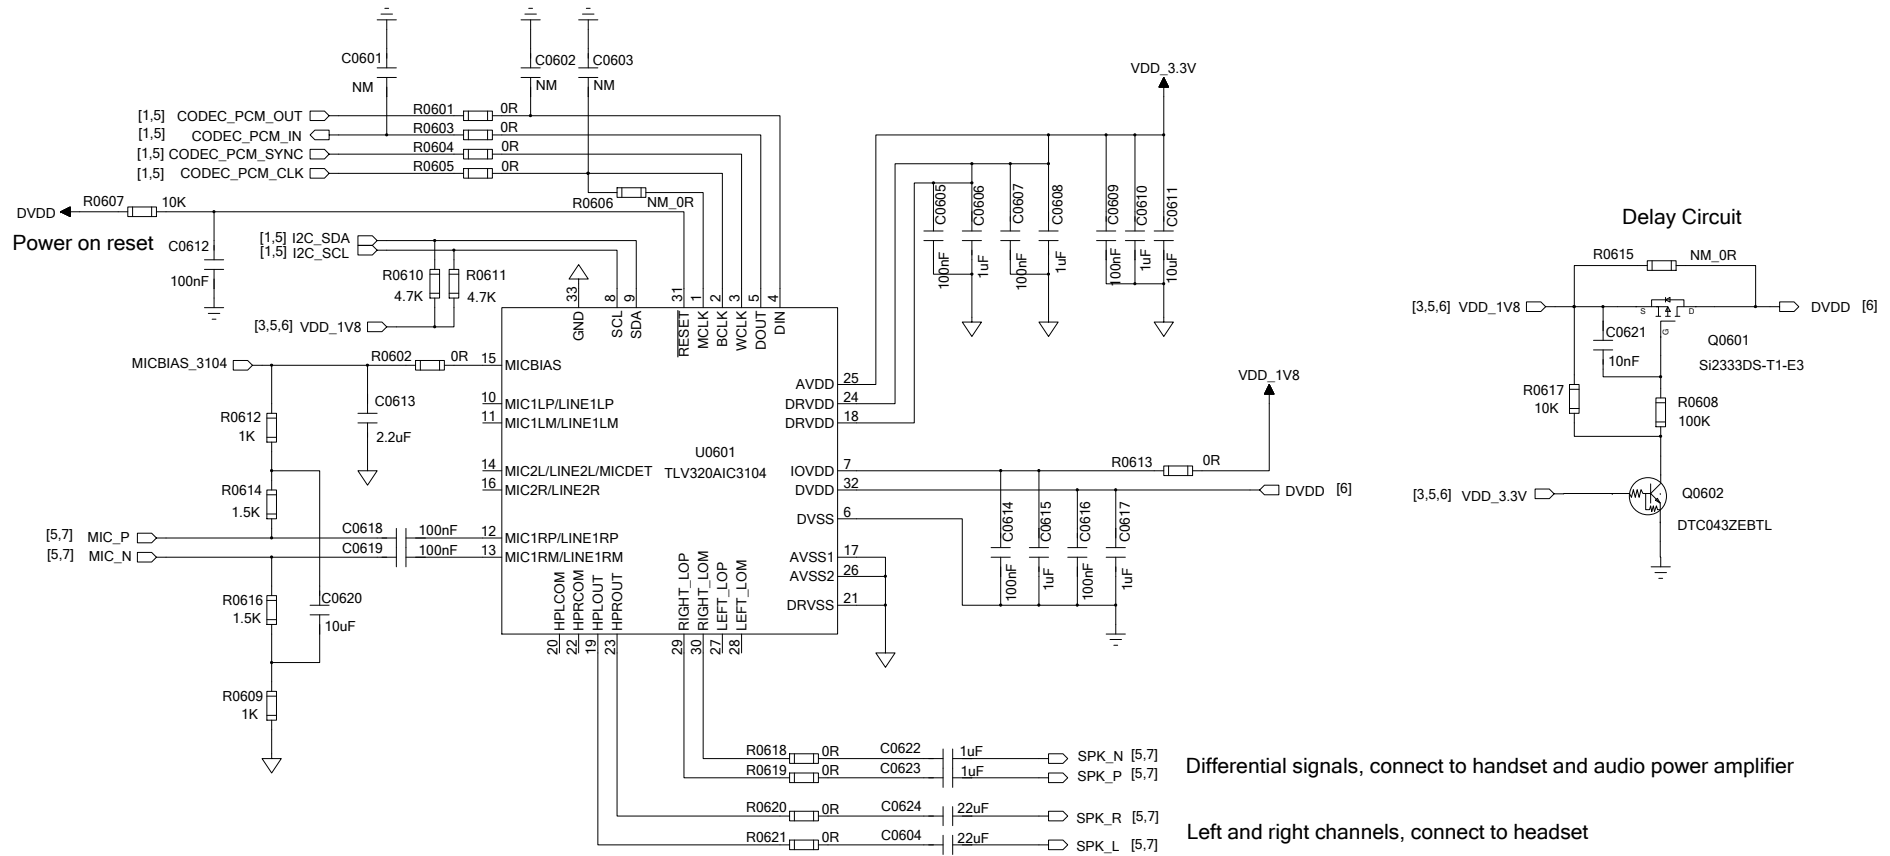 C0601
NM
C0602
NM
C0603
NM
[1,5] CODEC_PCM_OUT R0601 0R
[1,5] CODEC_PCM_IN R0603 0R
[1,5] CODEC_PCM_SYNC R0604 0R
[1,5] CODEC_PCM_CLK R0605 0R
R0606 NM_0R
DVDD R0607 10K
Power on reset
C0612
100nF
[1,5] I2C_SDA
[1,5] I2C_SCL
R0610
4.7K
R0611
4.7K
[3,5,6] VDD_1V8
33 8 9 31 1 2 3 5 4
GND SCL SDA RESET MCLK BCLK WCLK DOUT DIN
MICBIAS_3104 R0602 0R 15 MICBIAS
10 MIC1LP/LINE1LP
11 MIC1LM/LINE1LM
14 MIC2L/LINE2L/MICDET
16 MIC2R/LINE2R
12 MIC1RP/LINE1RP
13 MIC1RM/LINE1RM
U0601
TLV320AIC3104
R0612
1K
C0613
2.2uF
R0614
1.5K
[5,7] MIC_P C0618 100nF
[5,7] MIC_N C0619 100nF
R0616
1.5K
C0620
10uF
R0609
1K
AVDD 25
DRVDD 24
DRVDD 18
IOVDD 7
DVDD 32
DVSS 6
AVSS1 17
AVSS2 26
DRVSS 21
HPLCOM HPRCOM HPLOUT HPROUT RIGHT_LOP RIGHT_LOM LEFT_LOP LEFT_LOM
20 22 19 23 29 30 27 28
VDD_3.3V
C0605
100nF
C0606
1uF
C0607
100nF
C0608
1uF
C0609
100nF
C0610
1uF
C0611
10uF
VDD_1V8
R0613 0R
DVDD [6]
C0614
100nF
C0615
1uF
C0616
100nF
C0617
1uF
R0618 0R C0622 1uF SPK_N [5,7]
R0619 0R C0623 1uF SPK_P [5,7]
Differential signals, connect to handset and audio power amplifier
R0620 0R C0624 22uF SPK_R [5,7]
R0621 0R C0604 22uF SPK_L [5,7]
Left and right channels, connect to headset
Delay Circuit
R0615 NM_0R
[3,5,6] VDD_1V8
S D
G
DVDD [6]
C0621
10nF
Q0601
Si2333DS-T1-E3
R0617
10K
R0608
100K
[3,5,6] VDD_3.3V
Q0602
DTC043ZEBTL